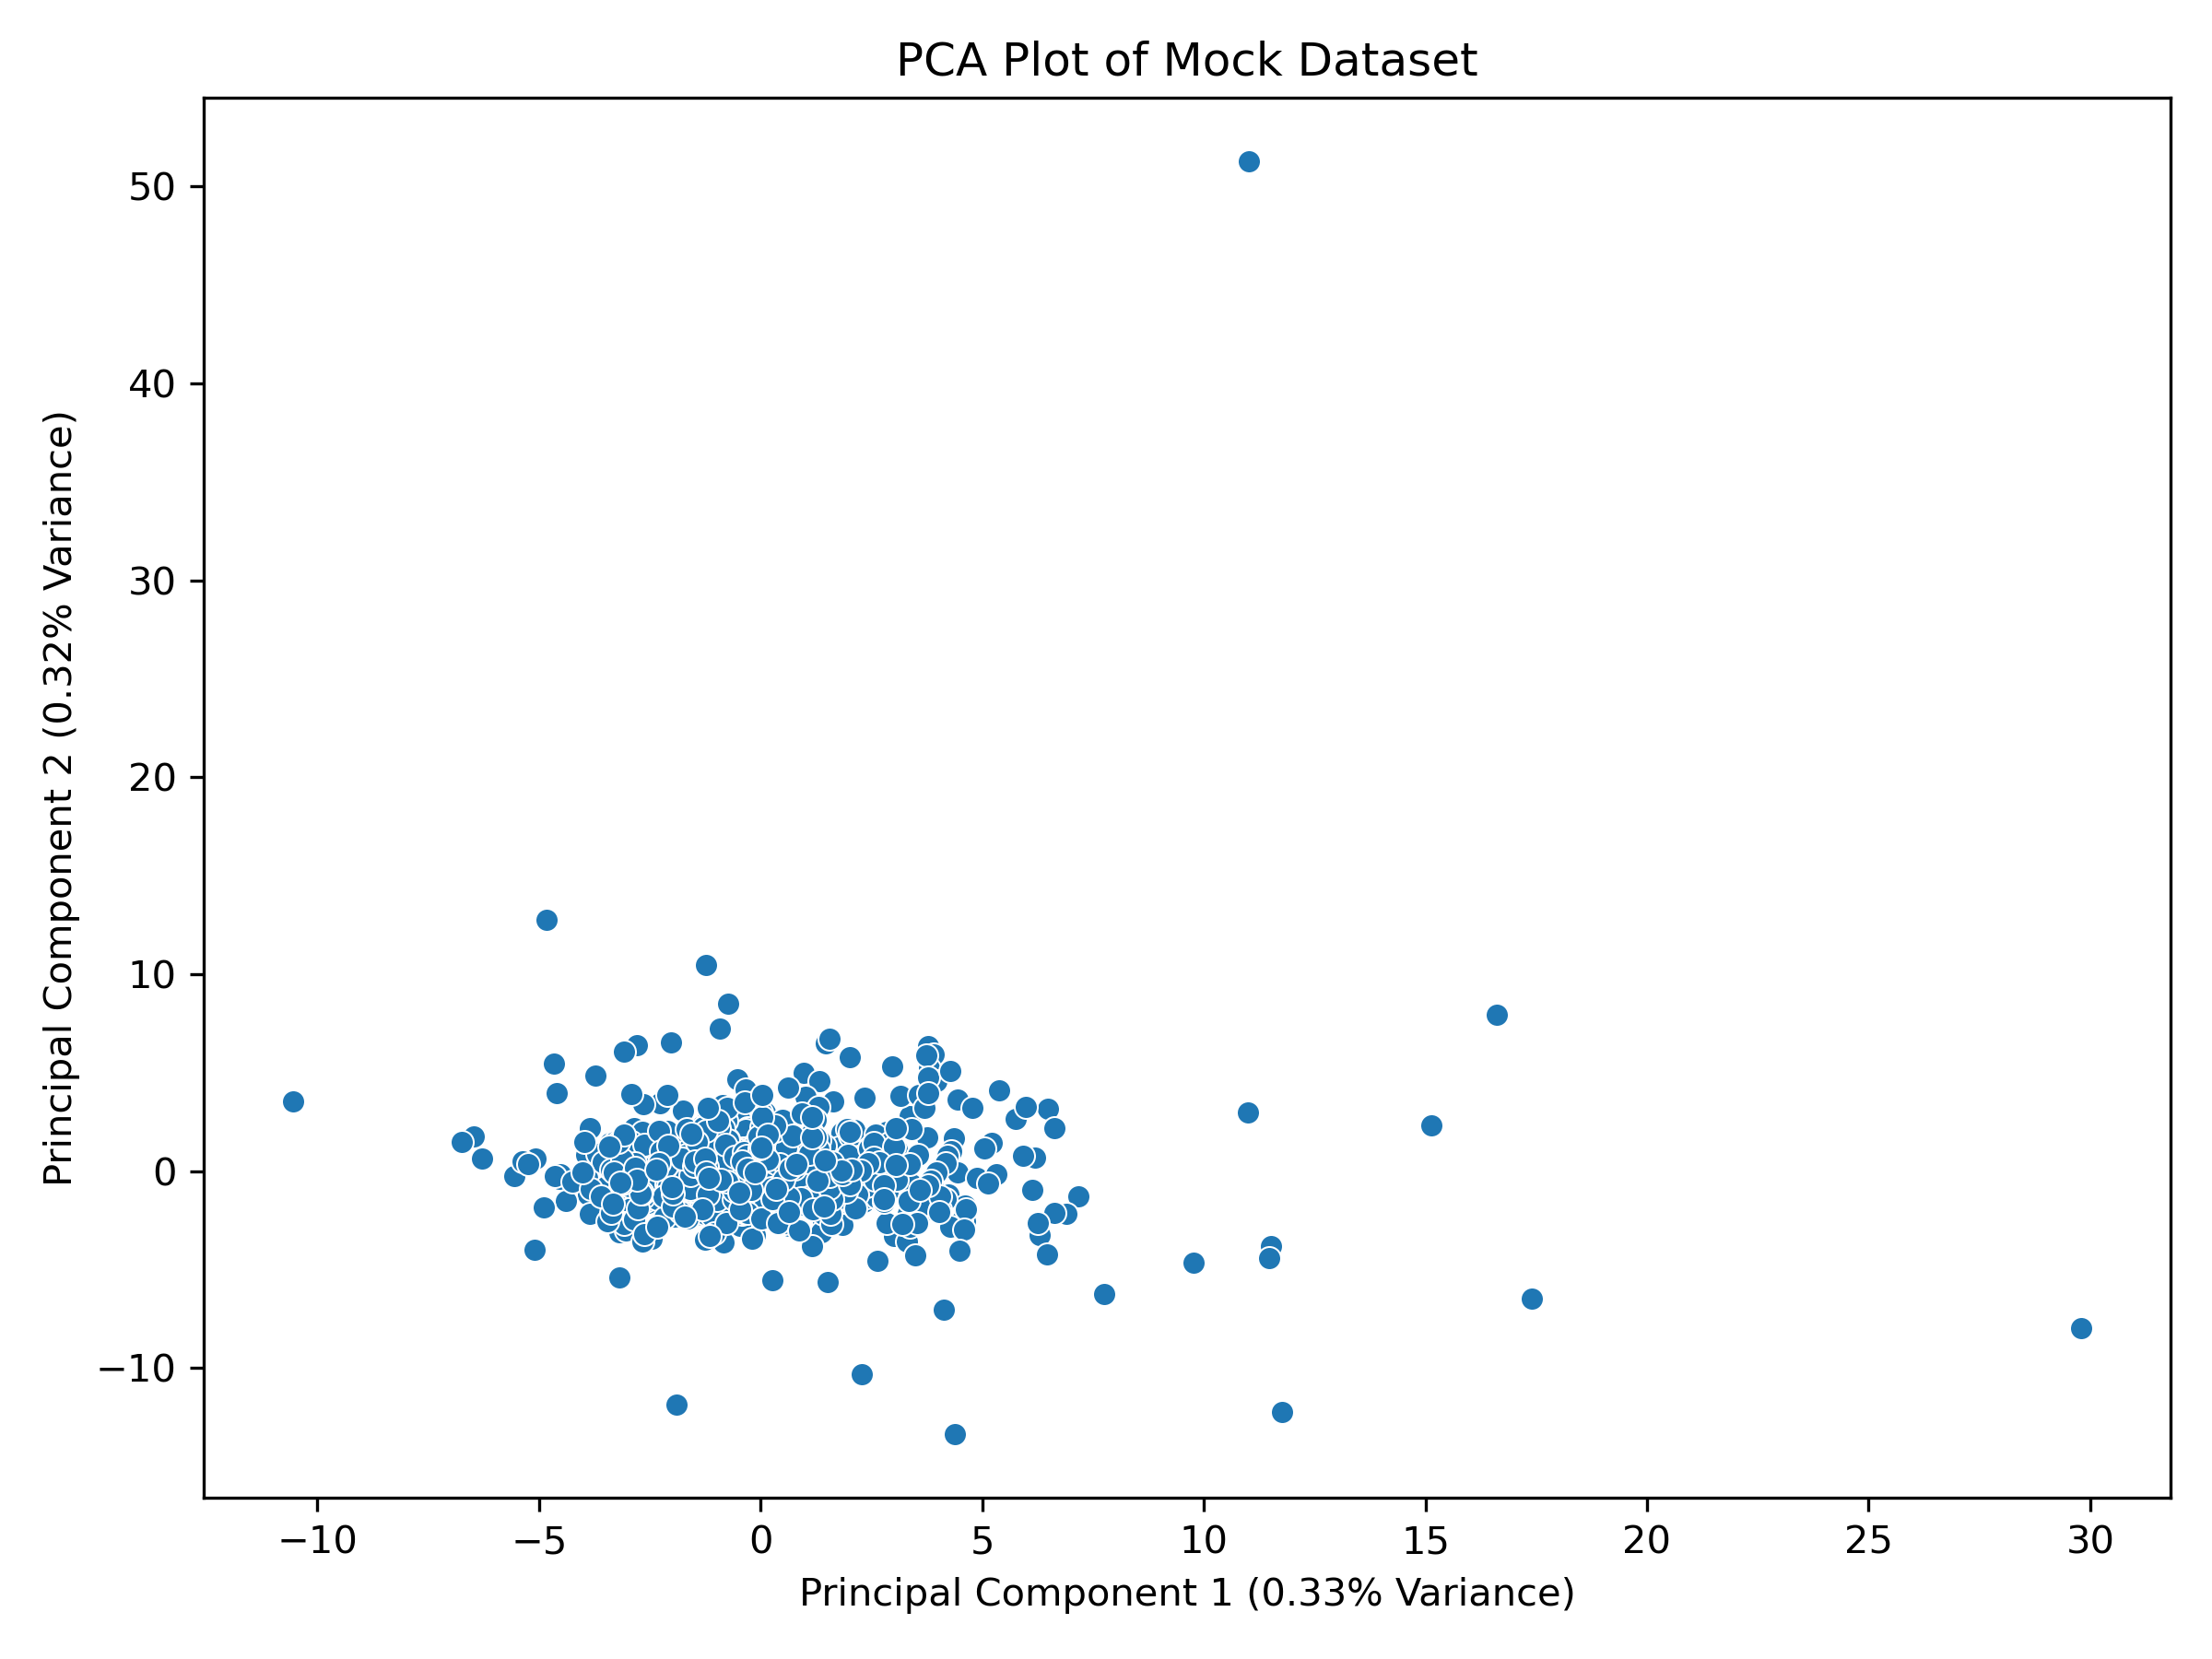 PCA Plot of Mock Dataset
Principal Component 2 (0.32% Variance)
50
40
30
20
10
0
−10
−10 −5 0 5 10 15 20 25 30
Principal Component 1 (0.33% Variance)